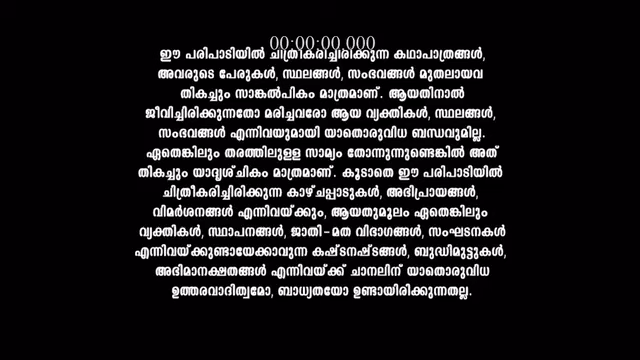 00:00:00.000
ഈ പരിപാടിയിൽ ചിത്രീകരിച്ചിരിക്കുന്ന കഥാപാത്രങ്ങൾ,
അവരുടെ പേരുകൾ, സ്ഥലങ്ങൾ, സംഭവങ്ങൾ മുതലായവ
തികച്ചും സാങ്കൽപികം മാത്രമാണ്. ആയതിനാൽ
ജീവിച്ചിരിക്കുന്നതോ മരിച്ചവരോ ആയ വ്യക്തികൾ, സ്ഥലങ്ങൾ,
സംഭവങ്ങൾ എന്നിവയുമായി യാതൊരുവിധ ബന്ധവുമില്ല.
ഏതെങ്കിലും തരത്തിലുളള സാമ്യം തോന്നുന്നുണ്ടെങ്കിൽ അത്
തികച്ചും യാദൃശ്ചികം മാത്രമാണ്. കൂടാതെ ഈ പരിപാടിയിൽ
ചിത്രീകരിച്ചിരിക്കുന്ന കാഴ്ചപ്പാടുകൾ, അഭിപ്രായങ്ങൾ,
വിമർശനങ്ങൾ എന്നിവയ്ക്കും, ആയതുമൂലം ഏതെങ്കിലും
വ്യക്തികൾ, സ്ഥാപനങ്ങൾ, ജാതി-മത വിഭാഗങ്ങൾ, സംഘടനകൾ
എന്നിവയ്ക്കുണ്ടായേക്കാവുന്ന കഷ്ടനഷ്ടങ്ങൾ, ബുദ്ധിമുട്ടുകൾ,
അഭിമാനക്ഷതങ്ങൾ എന്നിവയ്ക്ക് ചാനലിന് യാതൊരുവിധ
ഉത്തരവാദിത്വമോ, ബാധ്യതയോ ഉണ്ടായിരിക്കുന്നതല്ല.